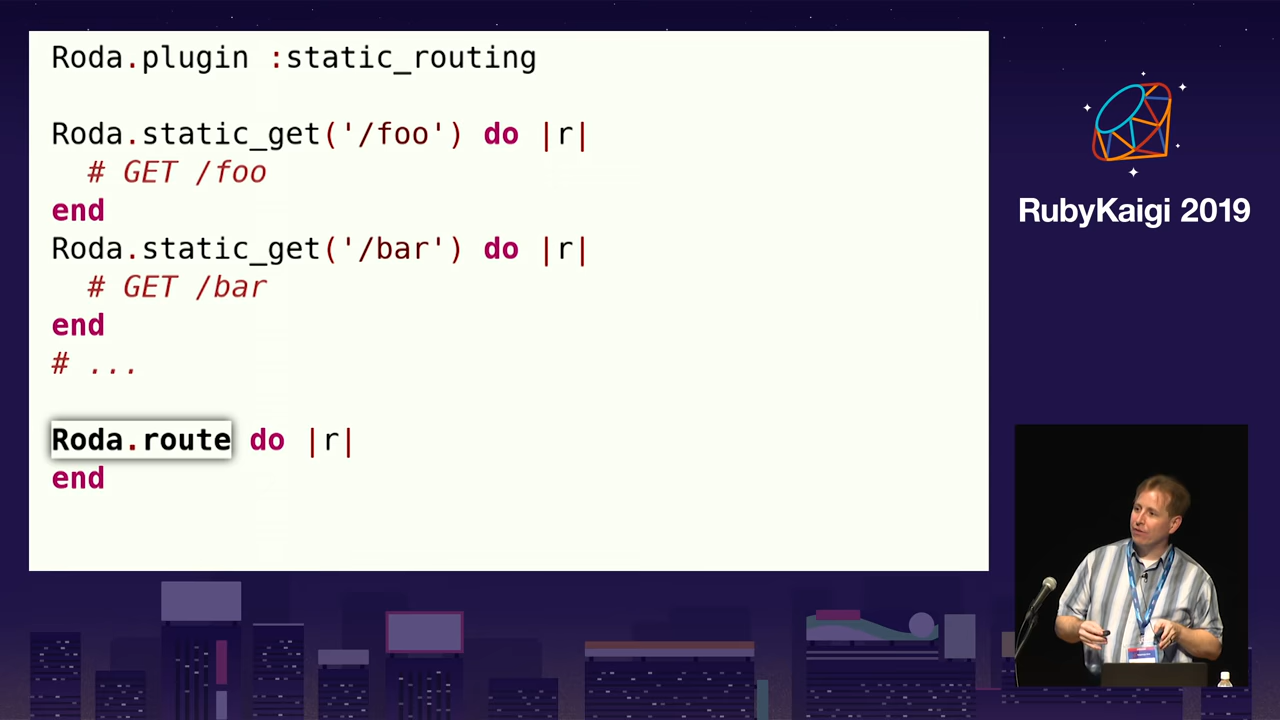 Roda.plugin :static_routing
Roda.static_get('/foo') do |r|
  # GET /foo
end
Roda.static_get('/bar') do |r|
  # GET /bar
end
# ...
Roda.route do |r|
end
RubyKaigi 2019